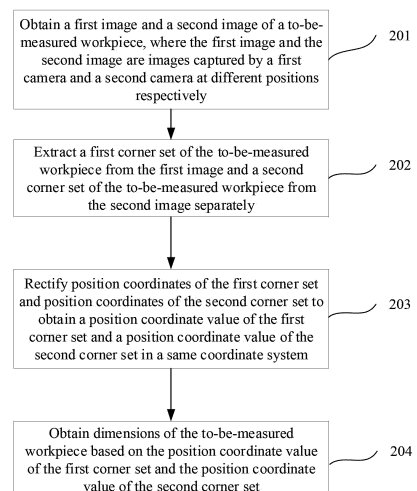 Obtain a first image and a second image of a to-be-
measured workpiece, where the first image and the
second image are images captured by a first
camera and a second camera at different positions
respectively
201
Extract a first corner set of the to-be-measured
workpiece from the first image and a second
corner set of the to-be-measured workpiece from
the second image separately
202
Rectify position coordinates of the first corner set
and position coordinates of the second corner set to
obtain a position coordinate value of the first
corner set and a position coordinate value of the
second corner set in a same coordinate system
203
Obtain dimensions of the to-be-measured
workpiece based on the position coordinate value
of the first corner set and the position coordinate
value of the second corner set
204